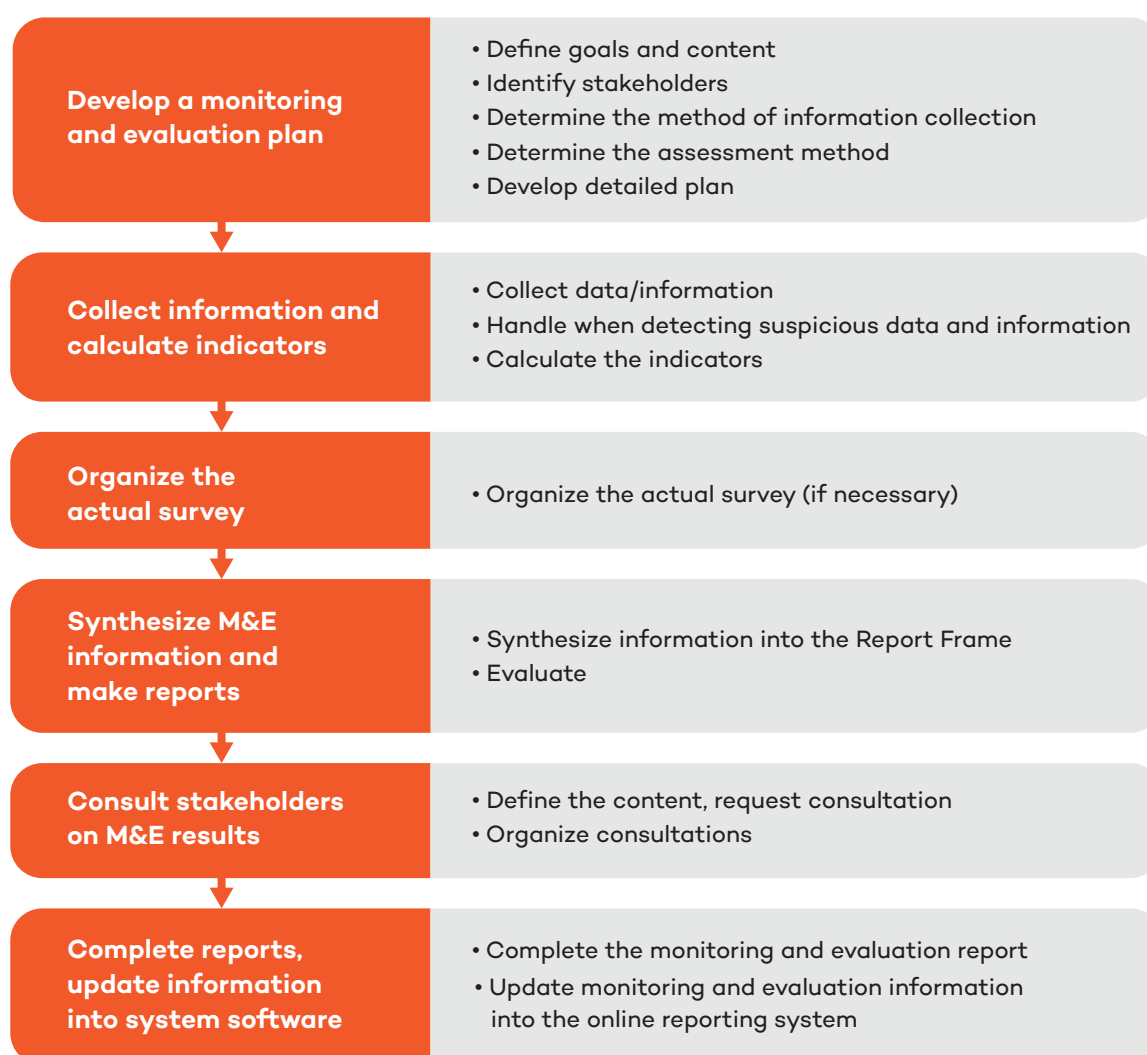 Develop a monitoring
and evaluation plan
• Define goals and content
• Identify stakeholders
• Determine the method of information collection
• Determine the assessment method
• Develop detailed plan
Collect information and
calculate indicators
• Collect data/information
• Handle when detecting suspicious data and information
• Calculate the indicators
Organize the
actual survey
• Organize the actual survey (if necessary)
Synthesize M&E
information and
make reports
• Synthesize information into the Report Frame
• Evaluate
Consult stakeholders
on M&E results
• Define the content, request consultation
• Organize consultations
Complete reports,
update information
into system software
• Complete the monitoring and evaluation report
• Update monitoring and evaluation information
into the online reporting system